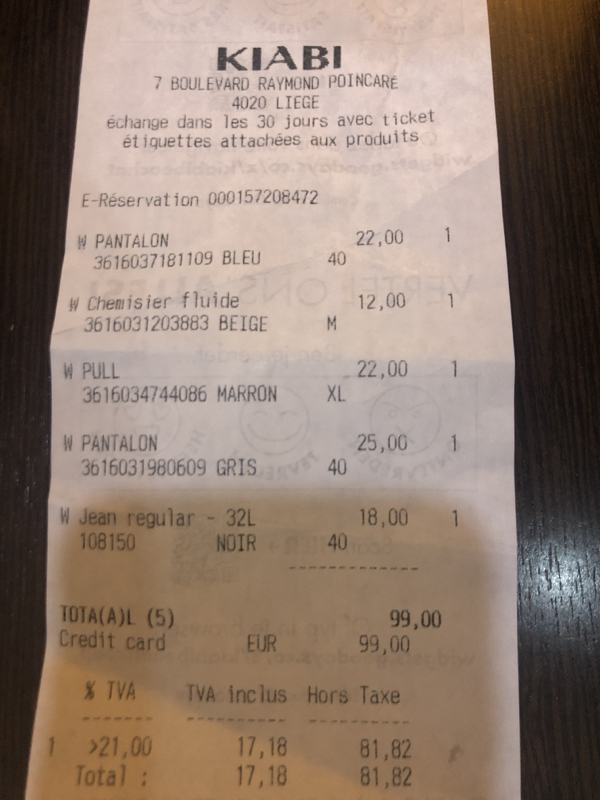 KIABI
7 BOULEVARD RAYMOND POINCARÉ
4020 LIEGE
échange dans les 30 jours avec ticket
étiquettes attachées aux produits
E-Réservation 000157208472
W PANTALON 22,00 1
3616037181109 BLEU 40
W Chemisier fluide 12,00 1
3616031203883 BEIGE M
W PULL 22,00 1
3616034744086 MARRON XL
W PANTALON 25,00 1
3616031980609 GRIS 40
W Jean regular - 32L 18,00 1
108150 NOIR 40
--------------
TOTA(A)L (5) 99,00
Credit card EUR 99,00
% TVA TVA inclus Hors Taxe
-------- ---------- ----------
1 >21,00 17,18 81,82
Total : 17,18 81,82